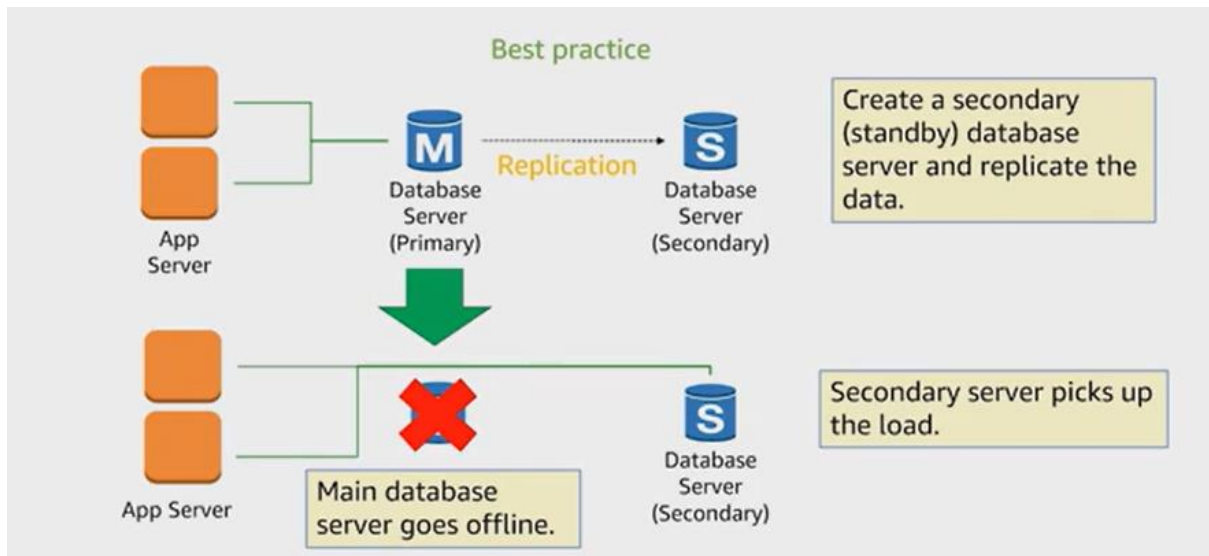 Best practice
M
Replication
S
Database
Server
(Primary)
Database
Server
(Secondary)
App
Server
Create a secondary
(standby) database
server and replicate the
data.
App Server
Main database
server goes offline.
S
Database
Server
(Secondary)
Secondary server picks up
the load.